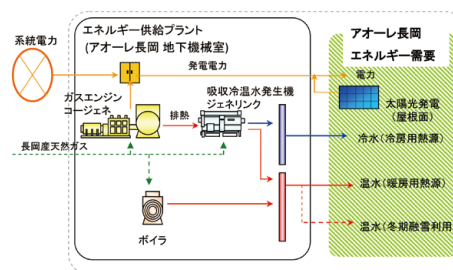 系統電力
エネルギー供給プラント
(アオーレ長岡 地下機械室)
アオーレ長岡
エネルギー需要
発電電力
電力
ガスエンジン
コージェネ
排熱
吸収冷温水発生機
ジェネリンク
太陽光発電
(屋根面)
長岡産天然ガス
冷水(冷房用熱源)
温水(暖房用熱源)
温水(冬期融雪利用)
ボイラ